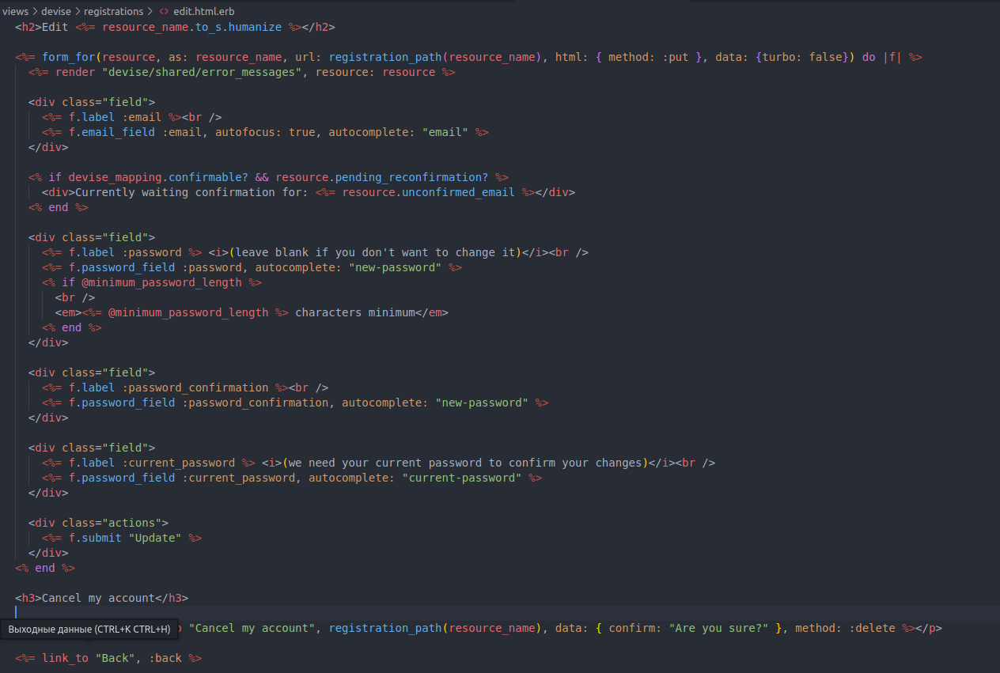 views > devise > registrations > <> edit.html.erb
<h2>Edit <%= resource_name.to_s.humanize %></h2>
<%= form_for(resource, as: resource_name, url: registration_path(resource_name), html: { method: :put }, data: {turbo: false}) do |f| %>
<%= render "devise/shared/error_messages", resource: resource %>
<div class="field">
<%= f.label :email %><br />
<%= f.email_field :email, autofocus: true, autocomplete: "email" %>
</div>
<% if devise_mapping.confirmable? && resource.pending_reconfirmation? %>
<div>Currently waiting confirmation for: <%= resource.unconfirmed_email %></div>
<% end %>
<div class="field">
<%= f.label :password %> <i>(leave blank if you don't want to change it)</i><br />
<%= f.password_field :password, autocomplete: "new-password" %>
<% if @minimum_password_length %>
<br />
<em><%= @minimum_password_length %> characters minimum</em>
<% end %>
</div>
<div class="field">
<%= f.label :password_confirmation %><br />
<%= f.password_field :password_confirmation, autocomplete: "new-password" %>
</div>
<div class="field">
<%= f.label :current_password %> <i>(we need your current password to confirm your changes)</i><br />
<%= f.password_field :current_password, autocomplete: "current-password" %>
</div>
<div class="actions">
<%= f.submit "Update" %>
</div>
<% end %>
<h3>Cancel my account</h3>
Выходные данные (CTRL+K CTRL+H) "Cancel my account", registration_path(resource_name), data: { confirm: "Are you sure?" }, method: :delete %></p>
<%= link_to "Back", :back %>